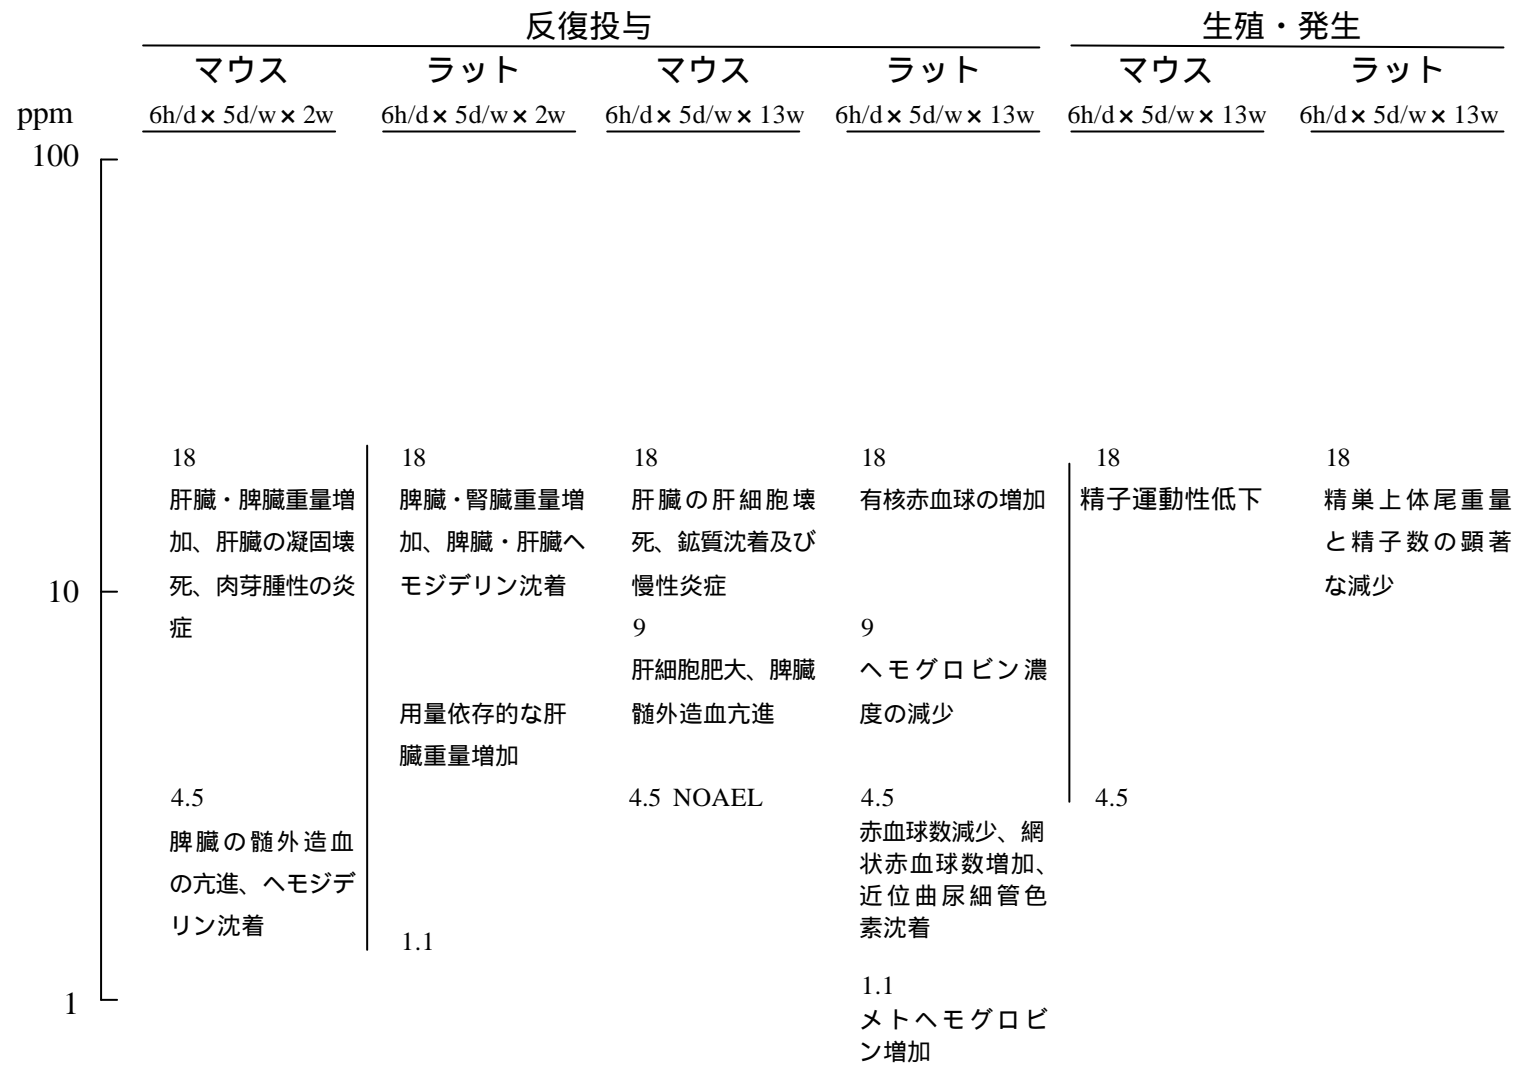 反復投与
生殖・発生
マウス
ラット
マウス
ラット
マウス
ラット
ppm
6h/d×5d/w×2w
6h/d×5d/w×2w
6h/d×5d/w×13w
6h/d×5d/w×13w
6h/d×5d/w×13w
6h/d×5d/w×13w
100
10
1
18
肝臓・脾臓重量増
加、肝臓の凝固壊
死、肉芽腫性の炎
症
4.5
脾臓の髄外造血
の亢進、ヘモジデ
リン沈着
18
脾臓・腎臓重量増
加、脾臓・肝臓ヘ
モジデリン沈着
用量依存的な肝
臓重量増加
1.1
18
肝臓の肝細胞壊
死、鉱質沈着及び
慢性炎症
9
肝細胞肥大、脾臓
髄外造血亢進
4.5 NOAEL
18
有核赤血球の増加
9
ヘモグロビン濃
度の減少
4.5
赤血球数減少、網
状赤血球数増加、
近位曲尿細管色
素沈着
1.1
メトヘモグロビ
ン増加
18
精子運動性低下
4.5
18
精巣上体尾重量
と精子数の顕著
な減少